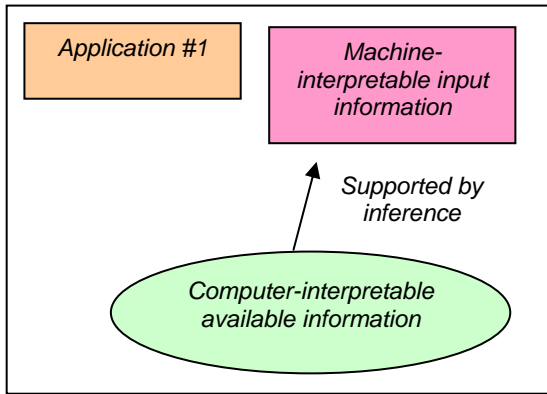 Application #1
Machine-
interpretable input
information
Supported by
inference
Computer-interpretable
available information